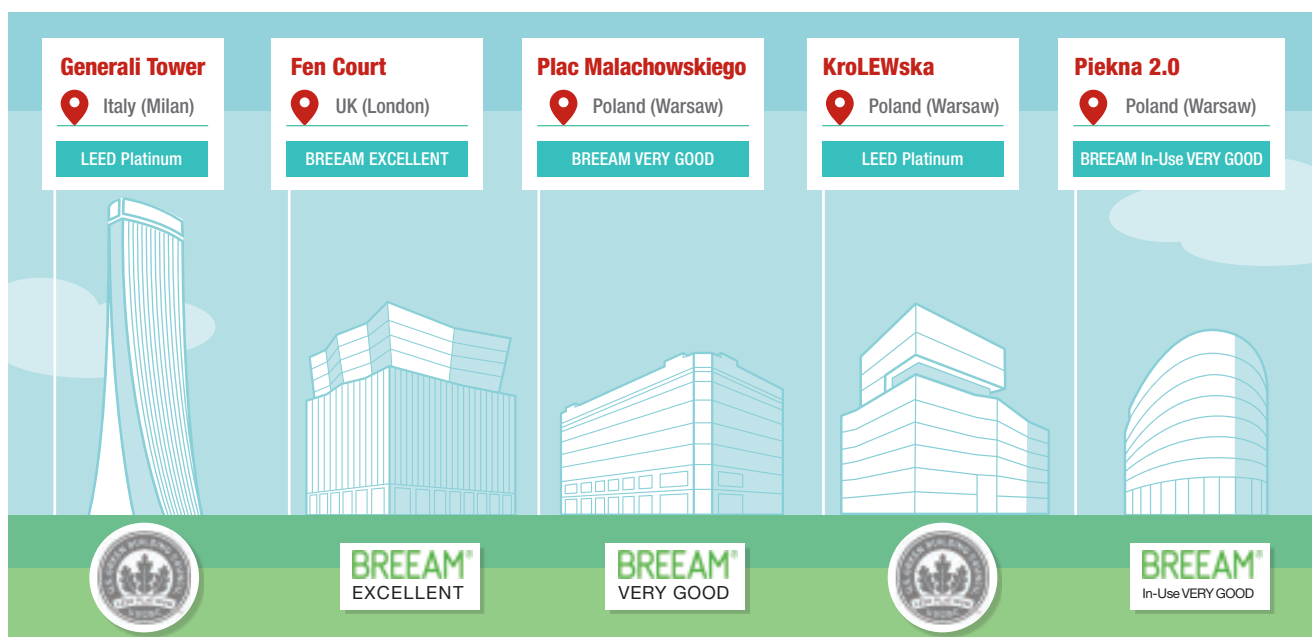 Generali Tower
Italy (Milan)
LEED Platinum
Fen Court
UK (London)
BREEAM EXCELLENT
Plac Malachowskiego
Poland (Warsaw)
BREEAM VERY GOOD
KroLEWska
Poland (Warsaw)
LEED Platinum
Piekna 2.0
Poland (Warsaw)
BREEAM In-Use VERY GOOD
BREEAM®
EXCELLENT
BREEAM®
VERY GOOD
BREEAM®
In-Use VERY GOOD